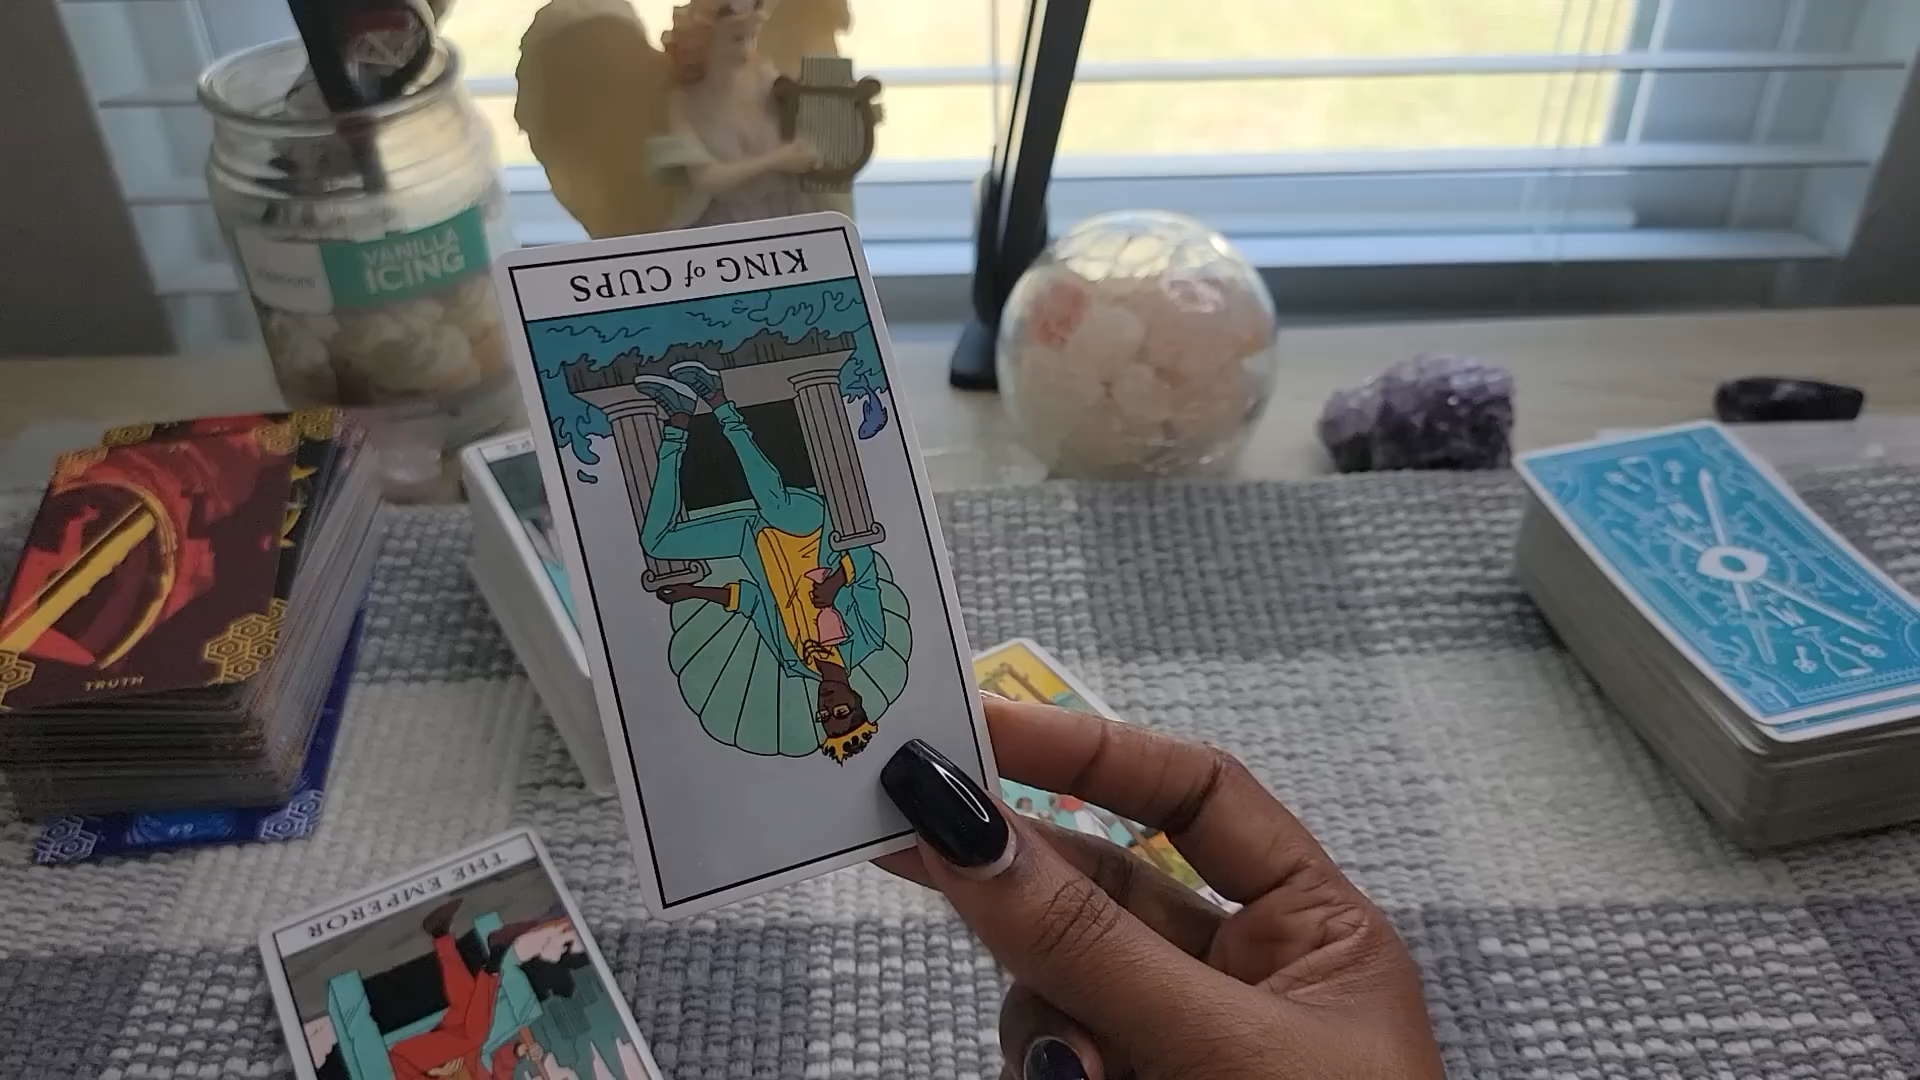 VANILLA
ICING
KING of CUPS
TRUTH
THE EMPEROR